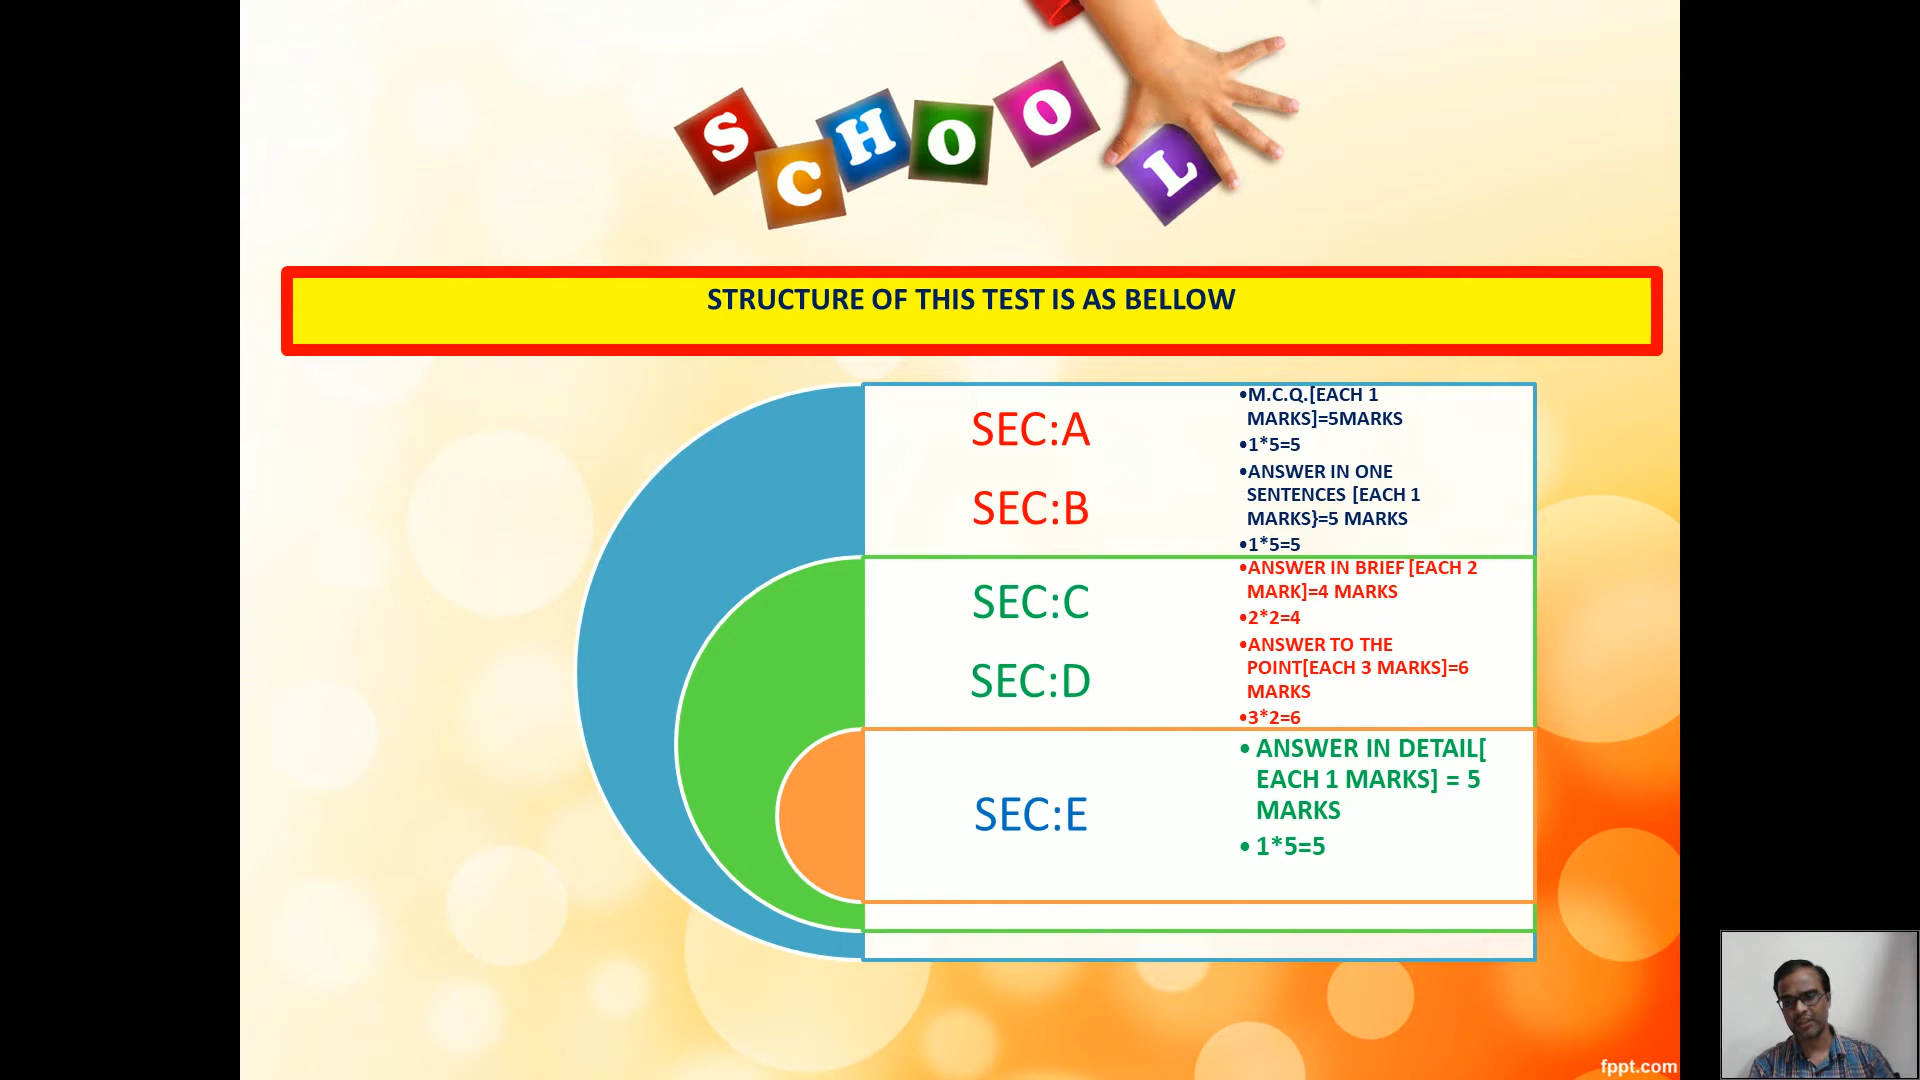 SCHOOL
STRUCTURE OF THIS TEST IS AS BELLOW
SEC:A
SEC:B
•M.C.Q.[EACH 1
MARKS]=5MARKS
•1*5=5
•ANSWER IN ONE
SENTENCES [EACH 1
MARKS}=5 MARKS
•1*5=5
SEC:C
SEC:D
•ANSWER IN BRIEF [EACH 2
MARK]=4 MARKS
•2*2=4
•ANSWER TO THE
POINT[EACH 3 MARKS]=6
MARKS
•3*2=6
SEC:E
• ANSWER IN DETAIL[
EACH 1 MARKS] = 5
MARKS
• 1*5=5
fppt.com